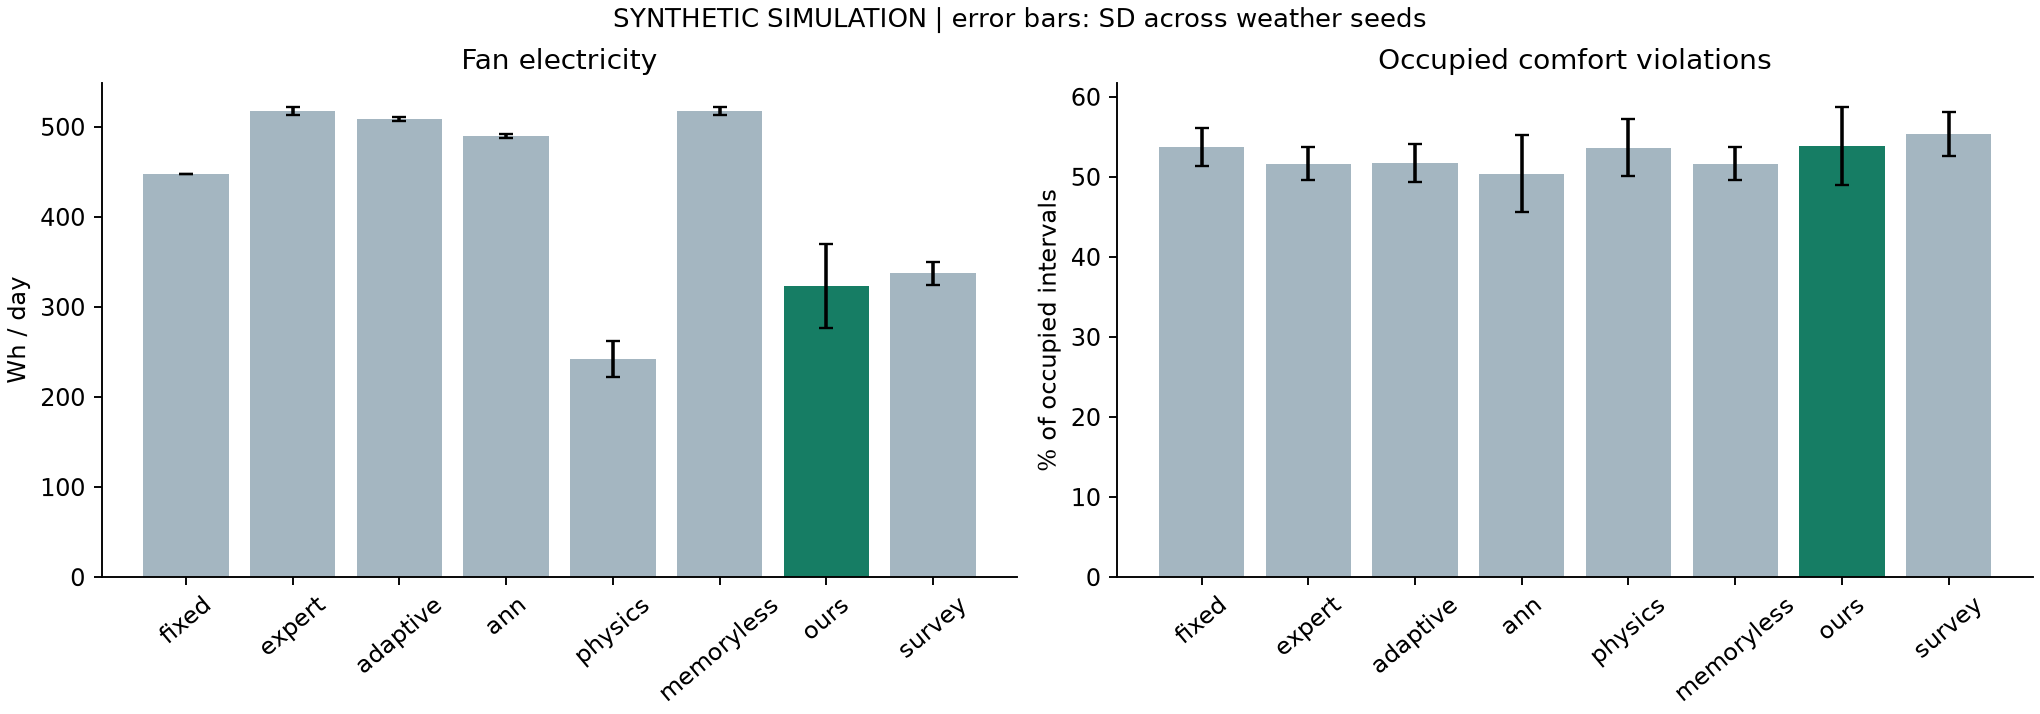 SYNTHETIC SIMULATION | error bars: SD across weather seeds
Fan electricity
Wh / day
500
400
300
200
100
0
fixed
expert
adaptive
ann
physics
memoryless
ours
survey
Occupied comfort violations
% of occupied intervals
60
50
40
30
20
10
0
fixed
expert
adaptive
ann
physics
memoryless
ours
survey